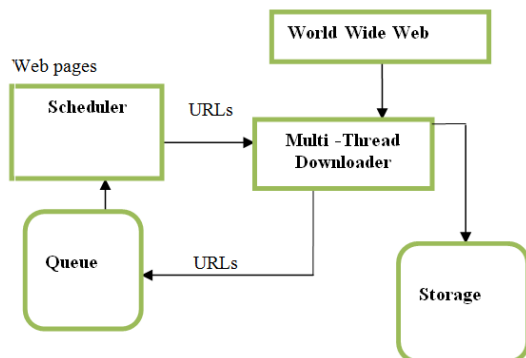 World Wide Web
Web pages
Scheduler
URLs
Multi -Thread
Downloader
Queue
URLs
Storage